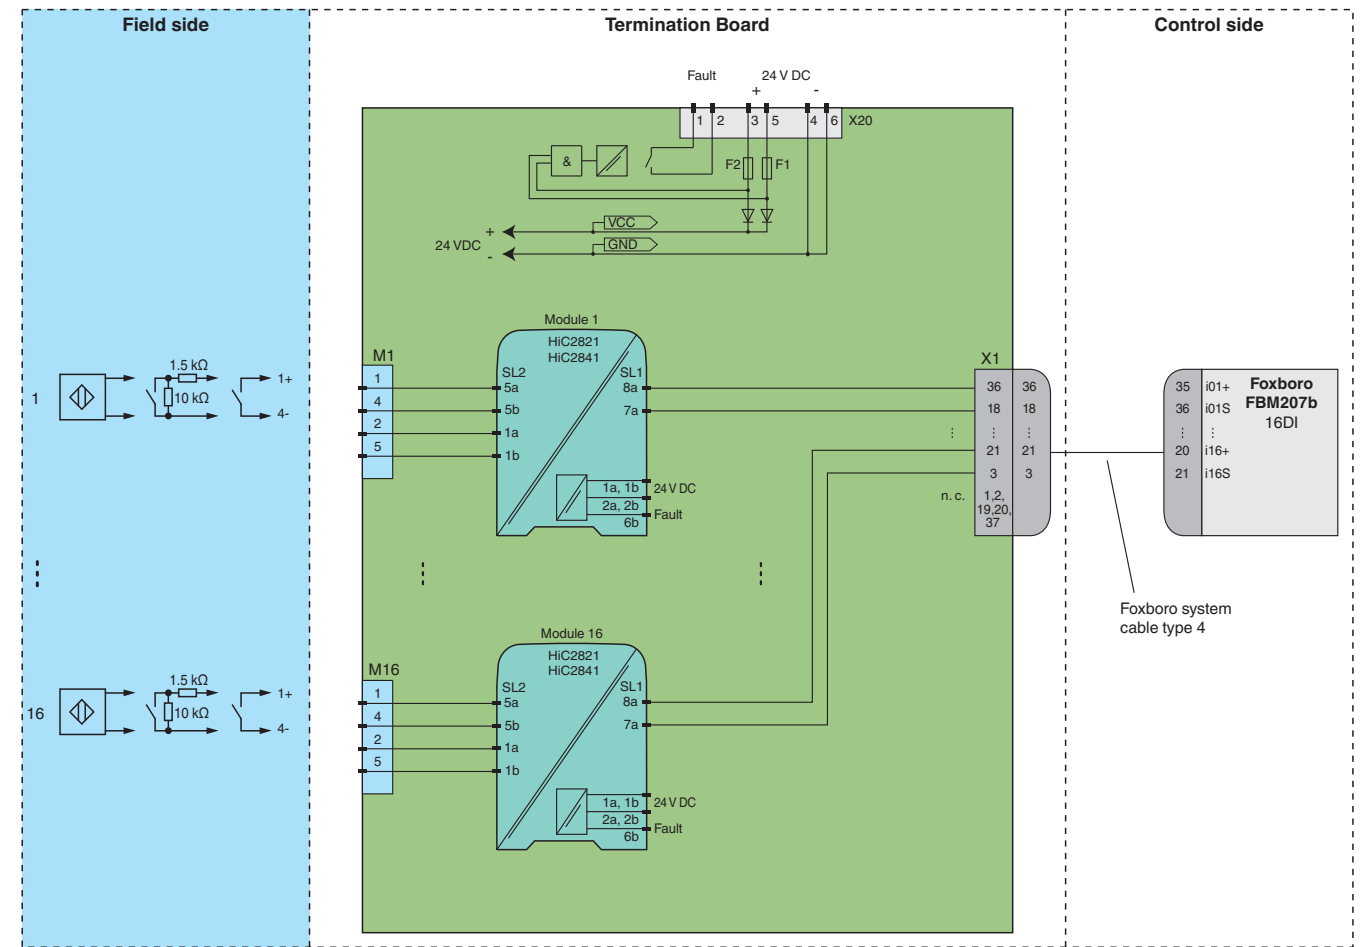 Field side
Termination Board
Control side
Fault
24 V DC
+
-
1
2
3
5
4
6
X20
&
F2
F1
VCC
GND
24 VDC
+
-
1
1.5 kΩ
10 kΩ
1+
4-
M1
1
4
2
5
Module 1
HiC2821
HiC2841
SL2
5a
5b
1a
1b
SL1
8a
7a
1a, 1b
2a, 2b
6b
24 V DC
Fault
X1
36
36
18
18
⋮
⋮
21
21
3
3
n. c.
1,2,
19,20,
37
35
i01+
36
i01S
⋮
⋮
20
i16+
21
i16S
Foxboro
FBM207b
16DI
Foxboro system
cable type 4
16
1.5 kΩ
10 kΩ
1+
4-
M16
1
4
2
5
Module 16
HiC2821
HiC2841
SL2
5a
5b
1a
1b
SL1
8a
7a
1a, 1b
2a, 2b
6b
24 V DC
Fault